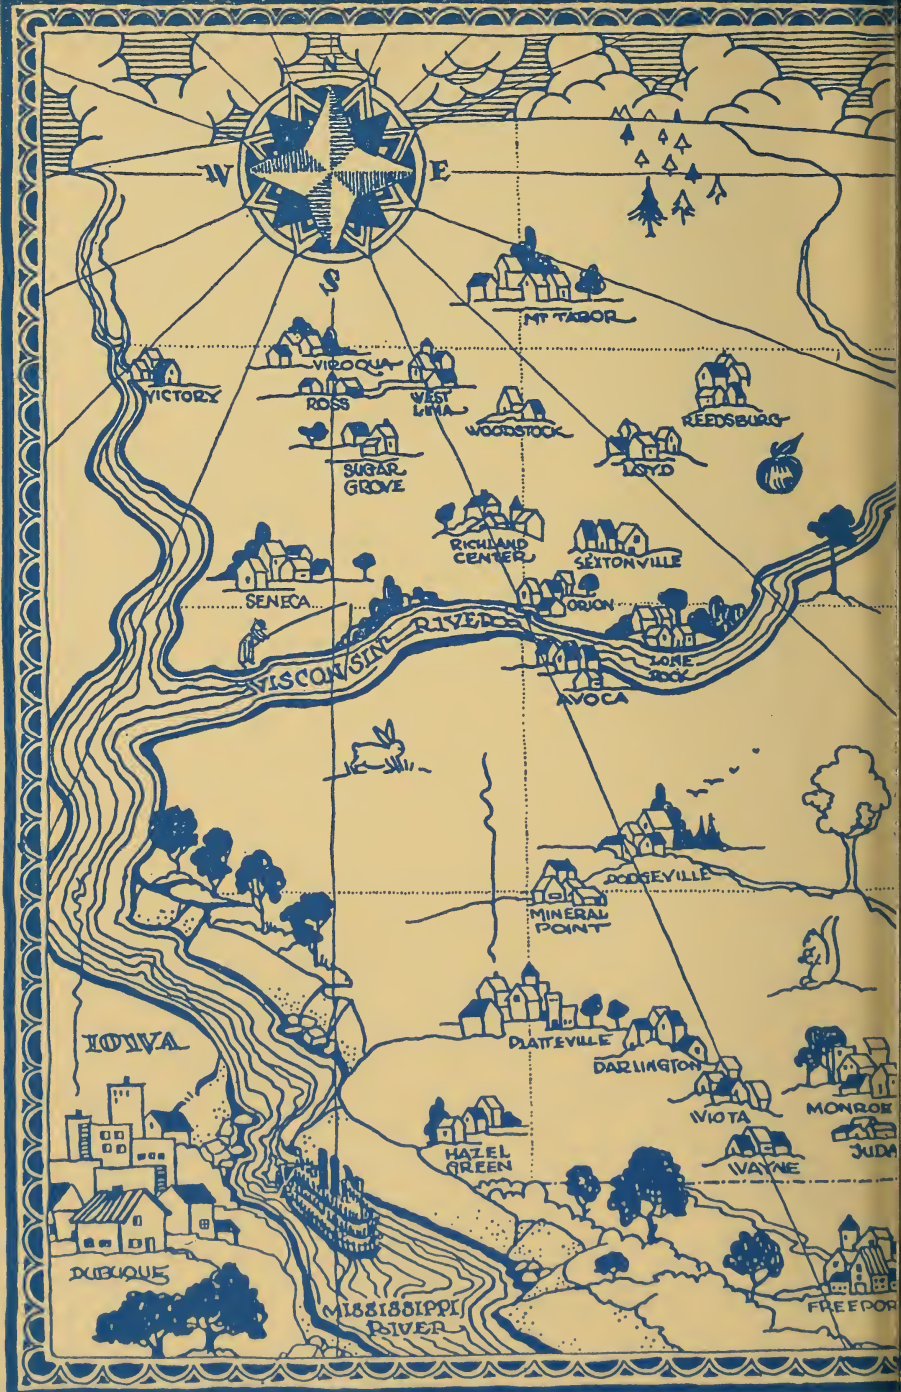 N
W
E
S
MT TABOR
VIROQUA
VICTORY
ROSS
WEST
LIMA
WOODSTOCK
REEDSBURG
LOYD
SUGAR
GROVE
RICHLAND
CENTER
SEXTONVILLE
SENECA
ORION
WISCONSIN RIVER
LONE
ROCK
AVOCA
DODGEVILLE
MINERAL
POINT
IOWA
PLATTEVILLE
DARLINGTON
WIOTA
MONROE
JUDA
HAZEL
GREEN
WAYNE
DUBUQUE
MISSISSIPPI
RIVER
FREEPOR